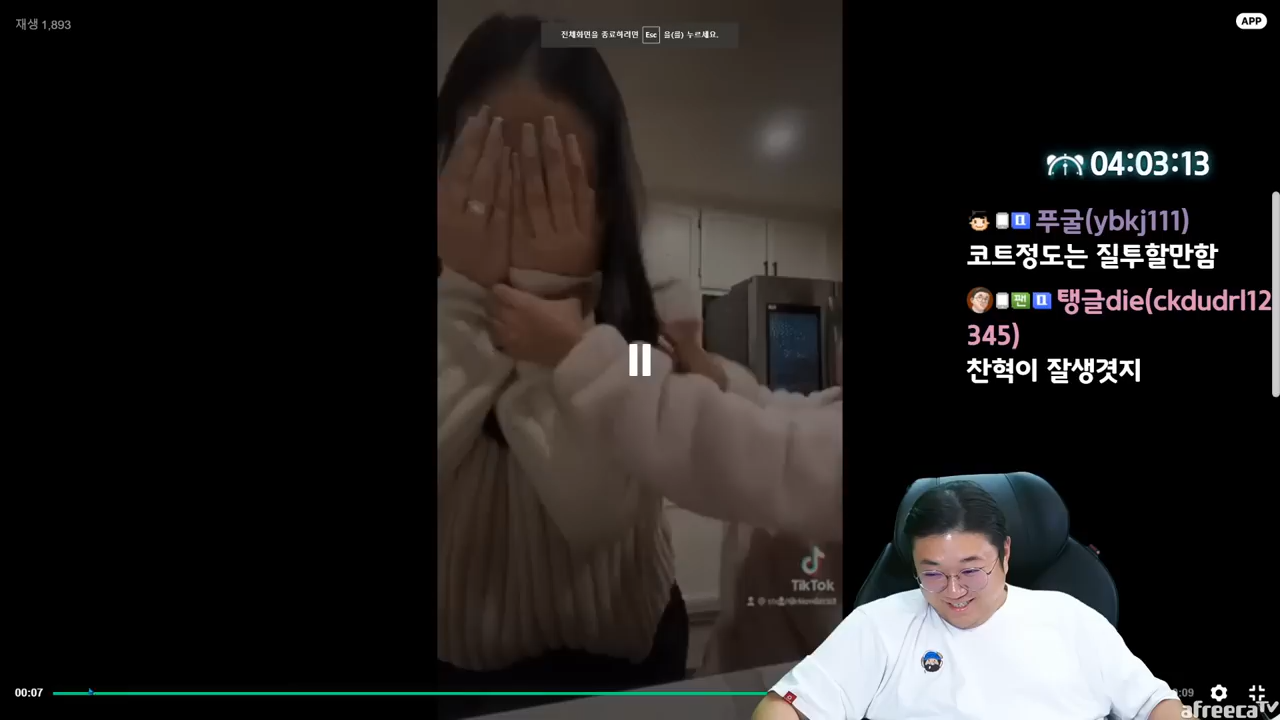 재생 1,893
전체화면을 종료하려면 Esc 을(를) 누르세요.
APP
04:03:13
푸굴(ybkj111)
코트정도는 질투할만함
팬 탱글die(ckdudrl12
345)
찬혁이 잘생겻지
TikTok
00:07
:09
afreecaTV